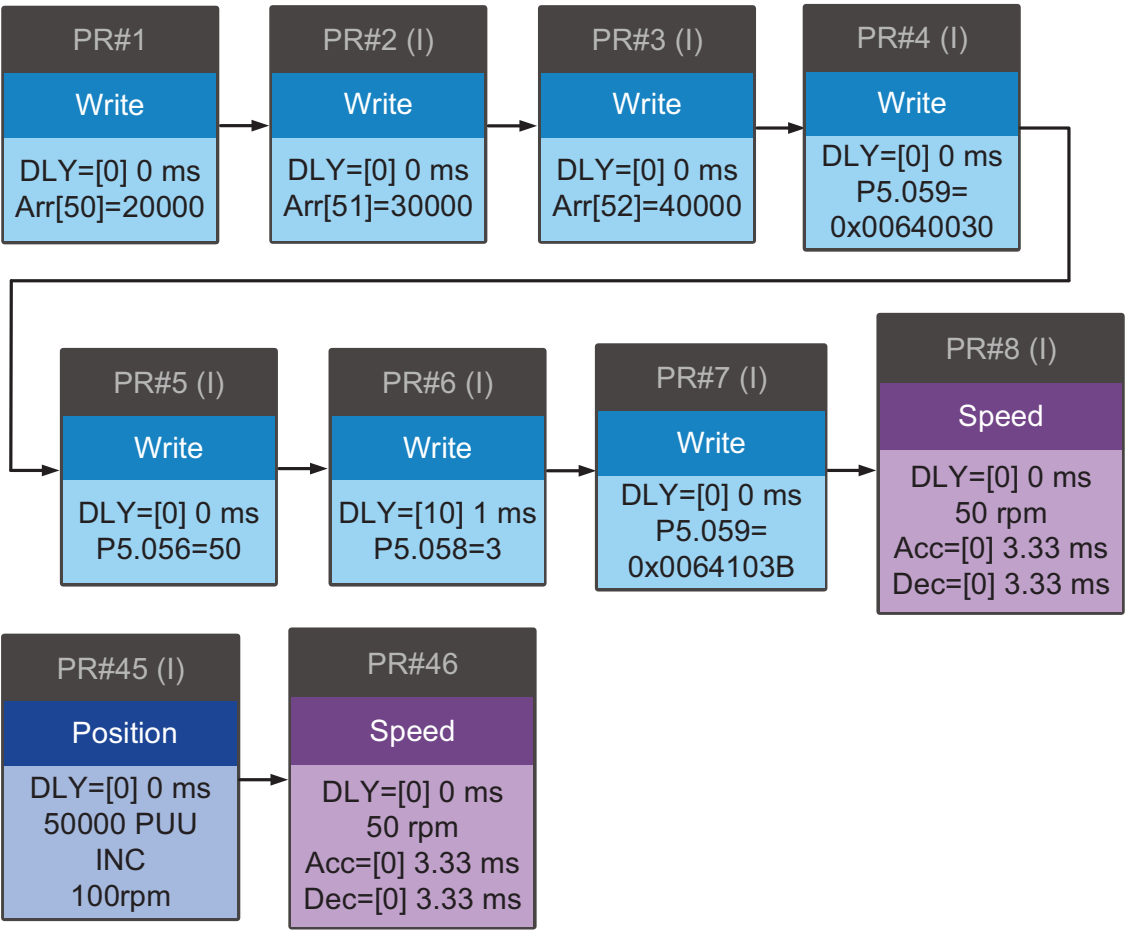 PR#1
Write
DLY=[0] 0 ms
Arr[50]=20000
PR#2 (I)
Write
DLY=[0] 0 ms
Arr[51]=30000
PR#3 (I)
Write
DLY=[0] 0 ms
Arr[52]=40000
PR#4 (I)
Write
DLY=[0] 0 ms
P5.059=
0x00640030
PR#5 (I)
Write
DLY=[0] 0 ms
P5.056=50
PR#6 (I)
Write
DLY=[10] 1 ms
P5.058=3
PR#7 (I)
Write
DLY=[0] 0 ms
P5.059=
0x0064103B
PR#8 (I)
Speed
DLY=[0] 0 ms
50 rpm
Acc=[0] 3.33 ms
Dec=[0] 3.33 ms
PR#45 (I)
Position
DLY=[0] 0 ms
50000 PUU
INC
100rpm
PR#46
Speed
DLY=[0] 0 ms
50 rpm
Acc=[0] 3.33 ms
Dec=[0] 3.33 ms